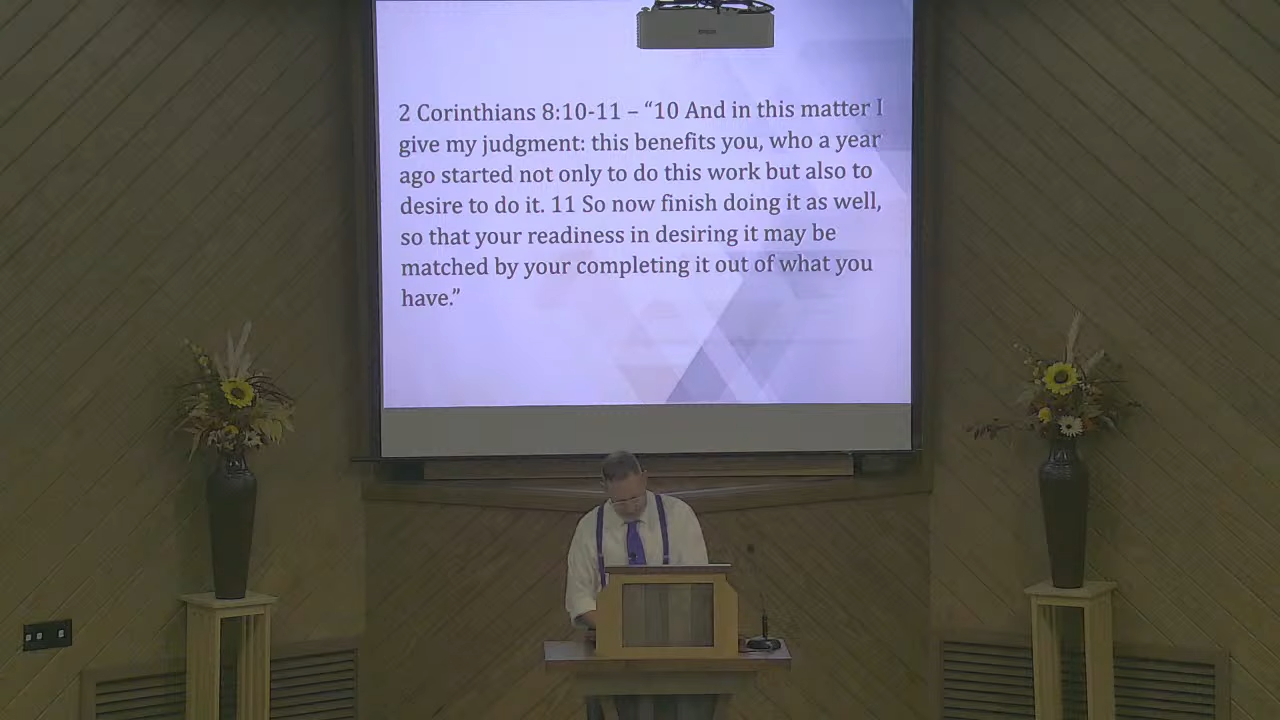 2 Corinthians 8:10-11 – “10 And in this matter I
give my judgment: this benefits you, who a year
ago started not only to do this work but also to
desire to do it. 11 So now finish doing it as well,
so that your readiness in desiring it may be
matched by your completing it out of what you
have.”